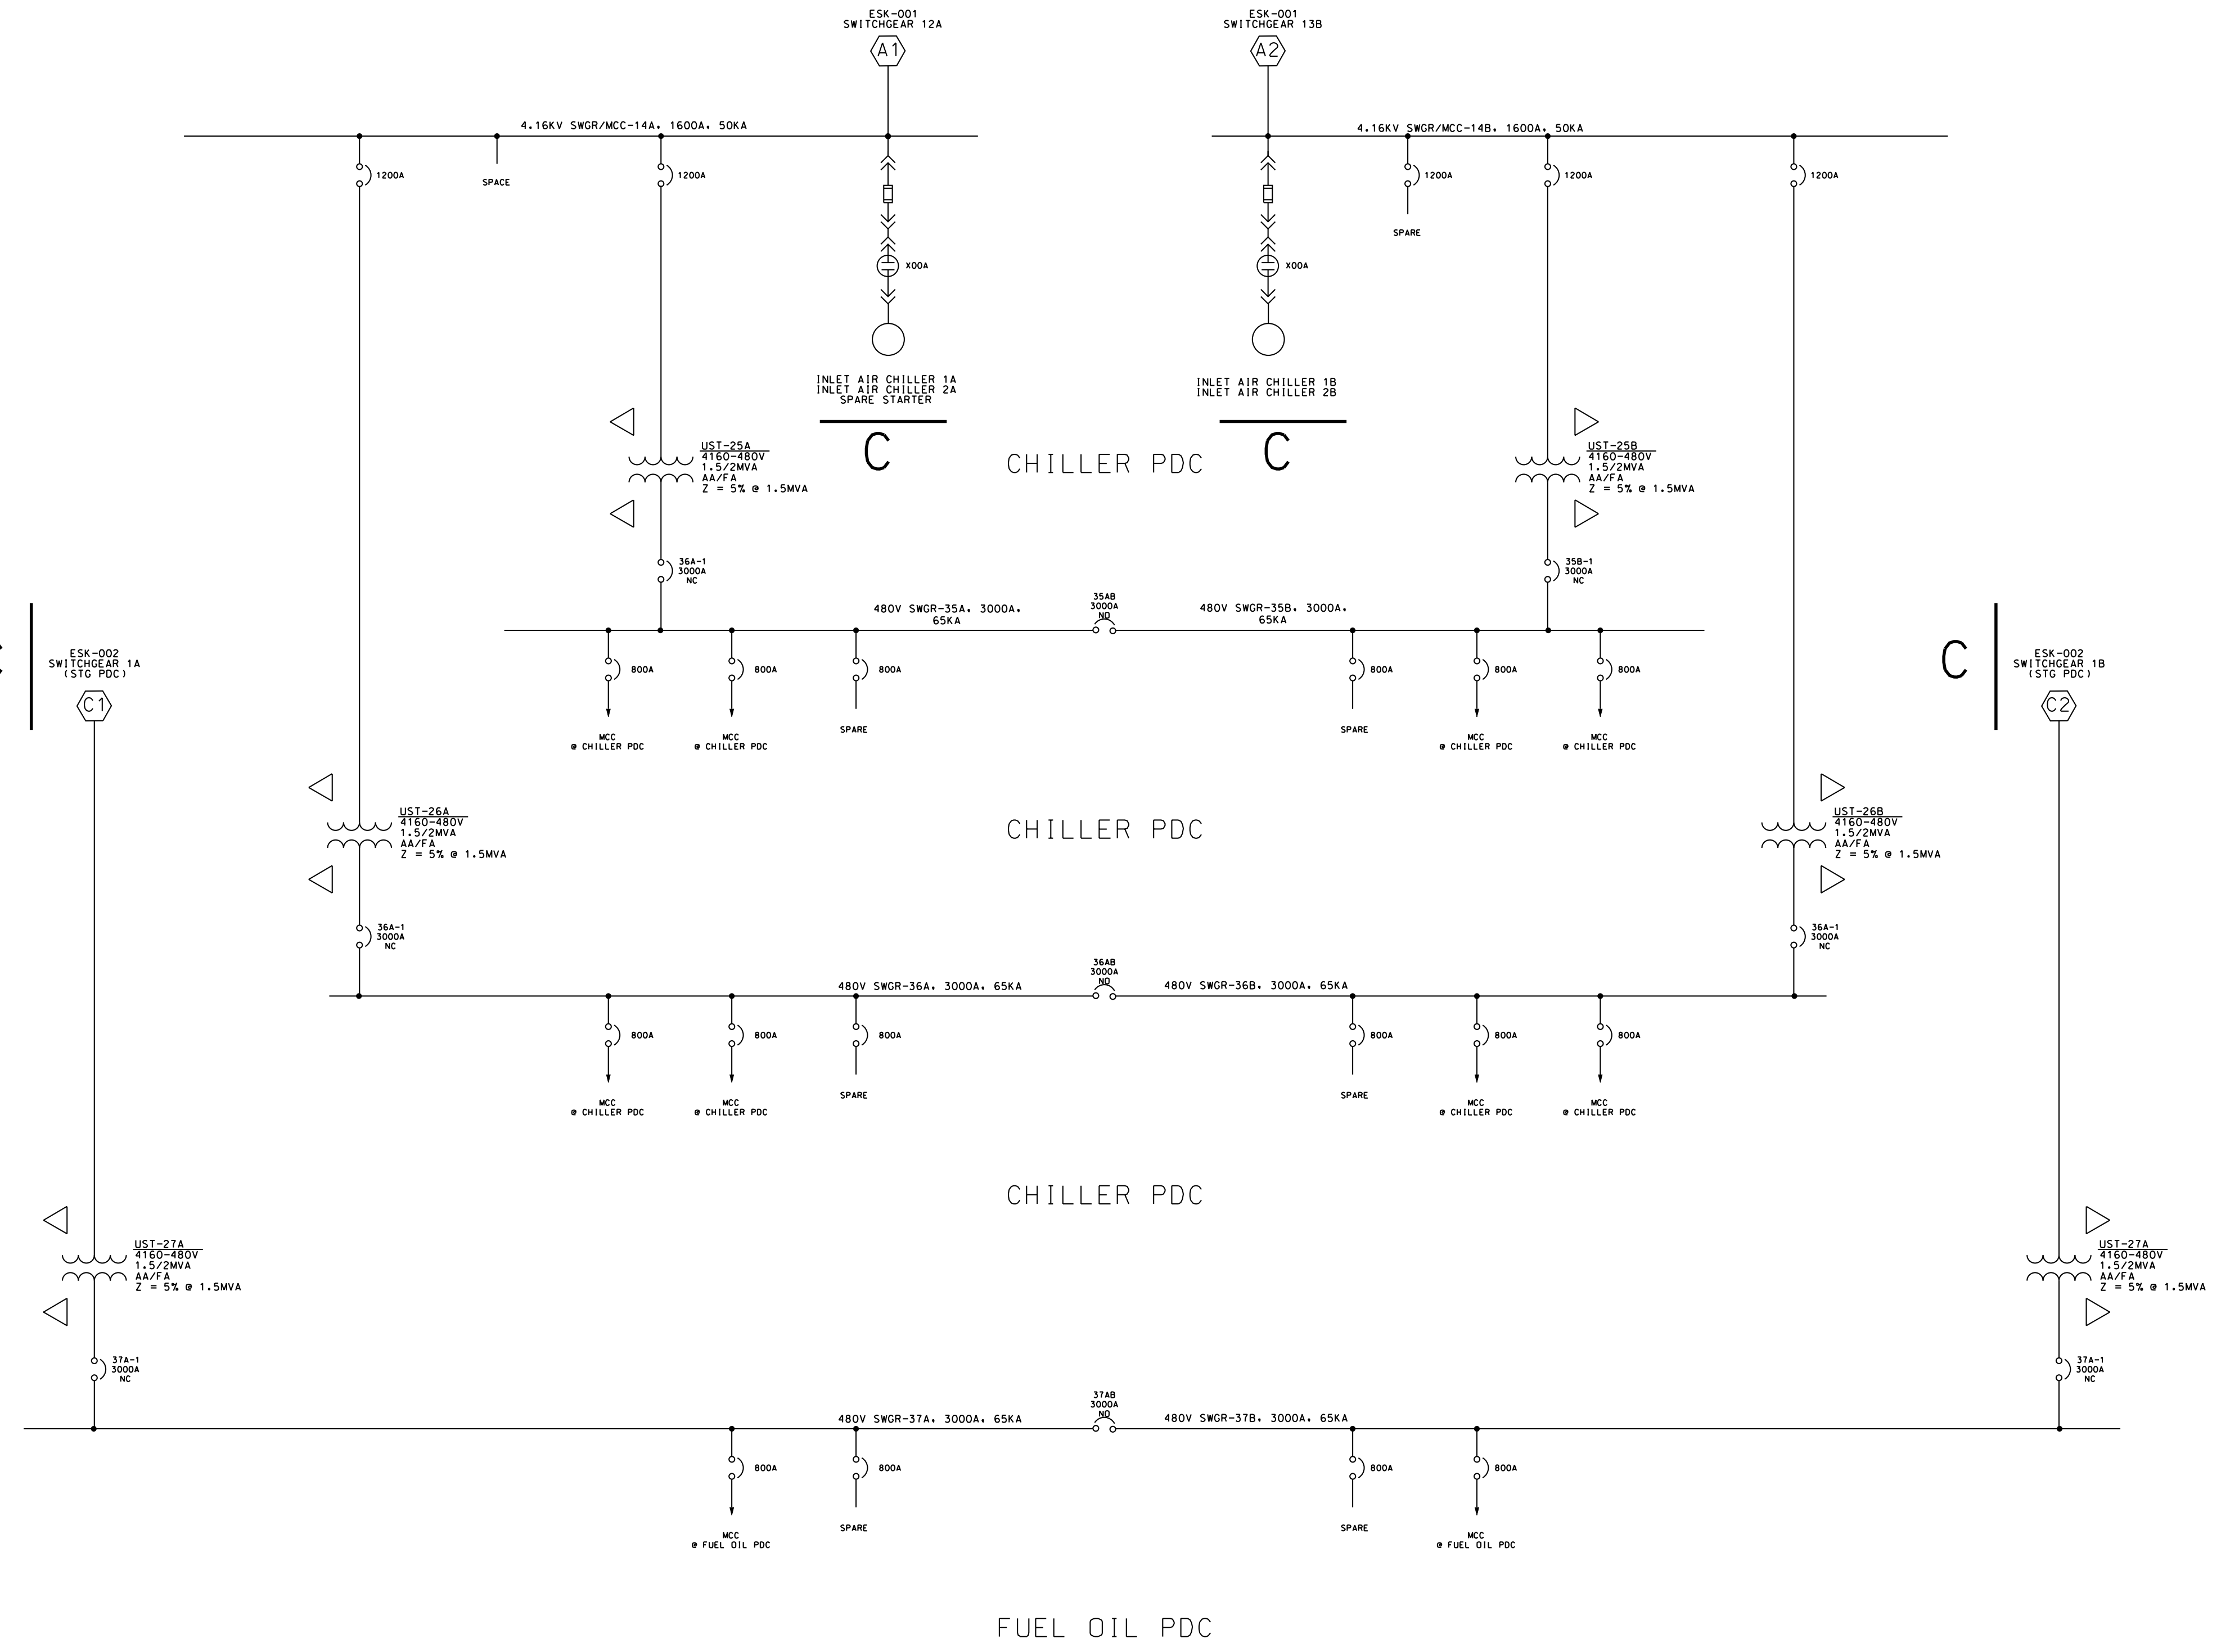 ESK-001
SWITCHGEAR 12A
A1
ESK-001
SWITCHGEAR 13B
A2
4.16KV SWGR/MCC-14A, 1600A, 50KA
4.16KV SWGR/MCC-14B, 1600A, 50KA
1200A
SPACE
1200A
1200A
SPARE
1200A
1200A
X00A
X00A
INLET AIR CHILLER 1A
INLET AIR CHILLER 2A
SPARE STARTER
C
INLET AIR CHILLER 1B
INLET AIR CHILLER 2B
C
CHILLER PDC
UST-25A
4160-480V
1.5/2MVA
AA/FA
Z = 5% @ 1.5MVA
UST-25B
4160-480V
1.5/2MVA
AA/FA
Z = 5% @ 1.5MVA
36A-1
3000A
NC
35B-1
3000A
NC
480V SWGR-35A, 3000A,
65KA
35AB
3000A
NO
480V SWGR-35B, 3000A,
65KA
800A
800A
800A
800A
800A
800A
MCC
@ CHILLER PDC
MCC
@ CHILLER PDC
SPARE
SPARE
MCC
@ CHILLER PDC
MCC
@ CHILLER PDC
ESK-002
SWITCHGEAR 1A
(STG PDC)
C1
C
ESK-002
SWITCHGEAR 1B
(STG PDC)
C2
CHILLER PDC
UST-26A
4160-480V
1.5/2MVA
AA/FA
Z = 5% @ 1.5MVA
UST-26B
4160-480V
1.5/2MVA
AA/FA
Z = 5% @ 1.5MVA
36A-1
3000A
NC
36A-1
3000A
NC
480V SWGR-36A, 3000A, 65KA
36AB
3000A
NO
480V SWGR-36B, 3000A, 65KA
800A
800A
800A
800A
800A
800A
MCC
@ CHILLER PDC
MCC
@ CHILLER PDC
SPARE
SPARE
MCC
@ CHILLER PDC
MCC
@ CHILLER PDC
CHILLER PDC
UST-27A
4160-480V
1.5/2MVA
AA/FA
Z = 5% @ 1.5MVA
UST-27A
4160-480V
1.5/2MVA
AA/FA
Z = 5% @ 1.5MVA
37A-1
3000A
NC
37A-1
3000A
NC
480V SWGR-37A, 3000A, 65KA
37AB
3000A
NO
480V SWGR-37B, 3000A, 65KA
800A
800A
800A
800A
MCC
@ FUEL OIL PDC
SPARE
SPARE
MCC
@ FUEL OIL PDC
FUEL OIL PDC